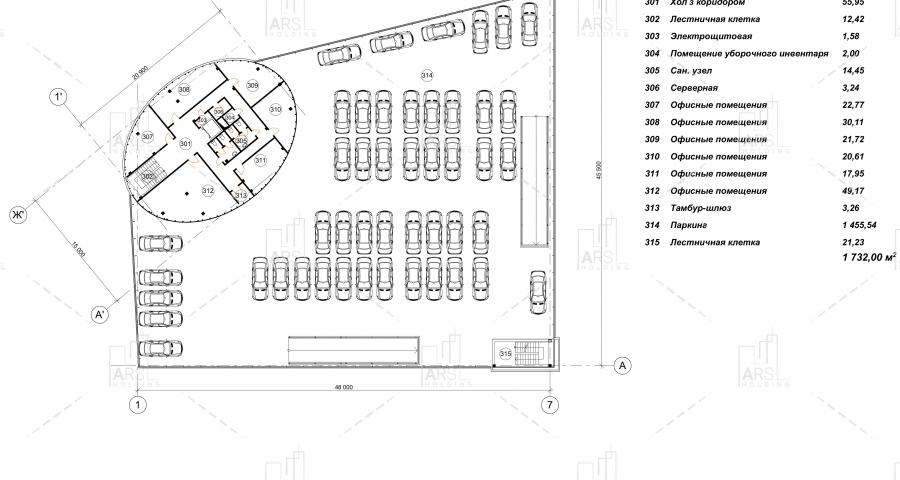 301 Хол з коридором 55,95
302 Лестничная клетка 12,42
303 Электрощитовая 1,58
304 Помещение уборочного инвентаря 2,00
305 Сан. узел 14,45
306 Серверная 3,24
307 Офисные помещения 22,77
308 Офисные помещения 30,11
309 Офисные помещения 21,72
310 Офисные помещения 20,61
311 Офисные помещения 17,95
312 Офисные помещения 49,17
313 Тамбур-шлюз 3,26
314 Паркинг 1 455,54
315 Лестничная клетка 21,23
1 732,00 м²
20 900
1'
Ж'
15 000
А'
308
309
310
307
301
303
306
304
305
311
302
312
313
314
45 500
315
А
48 000
1
7
ARS
HOLDING